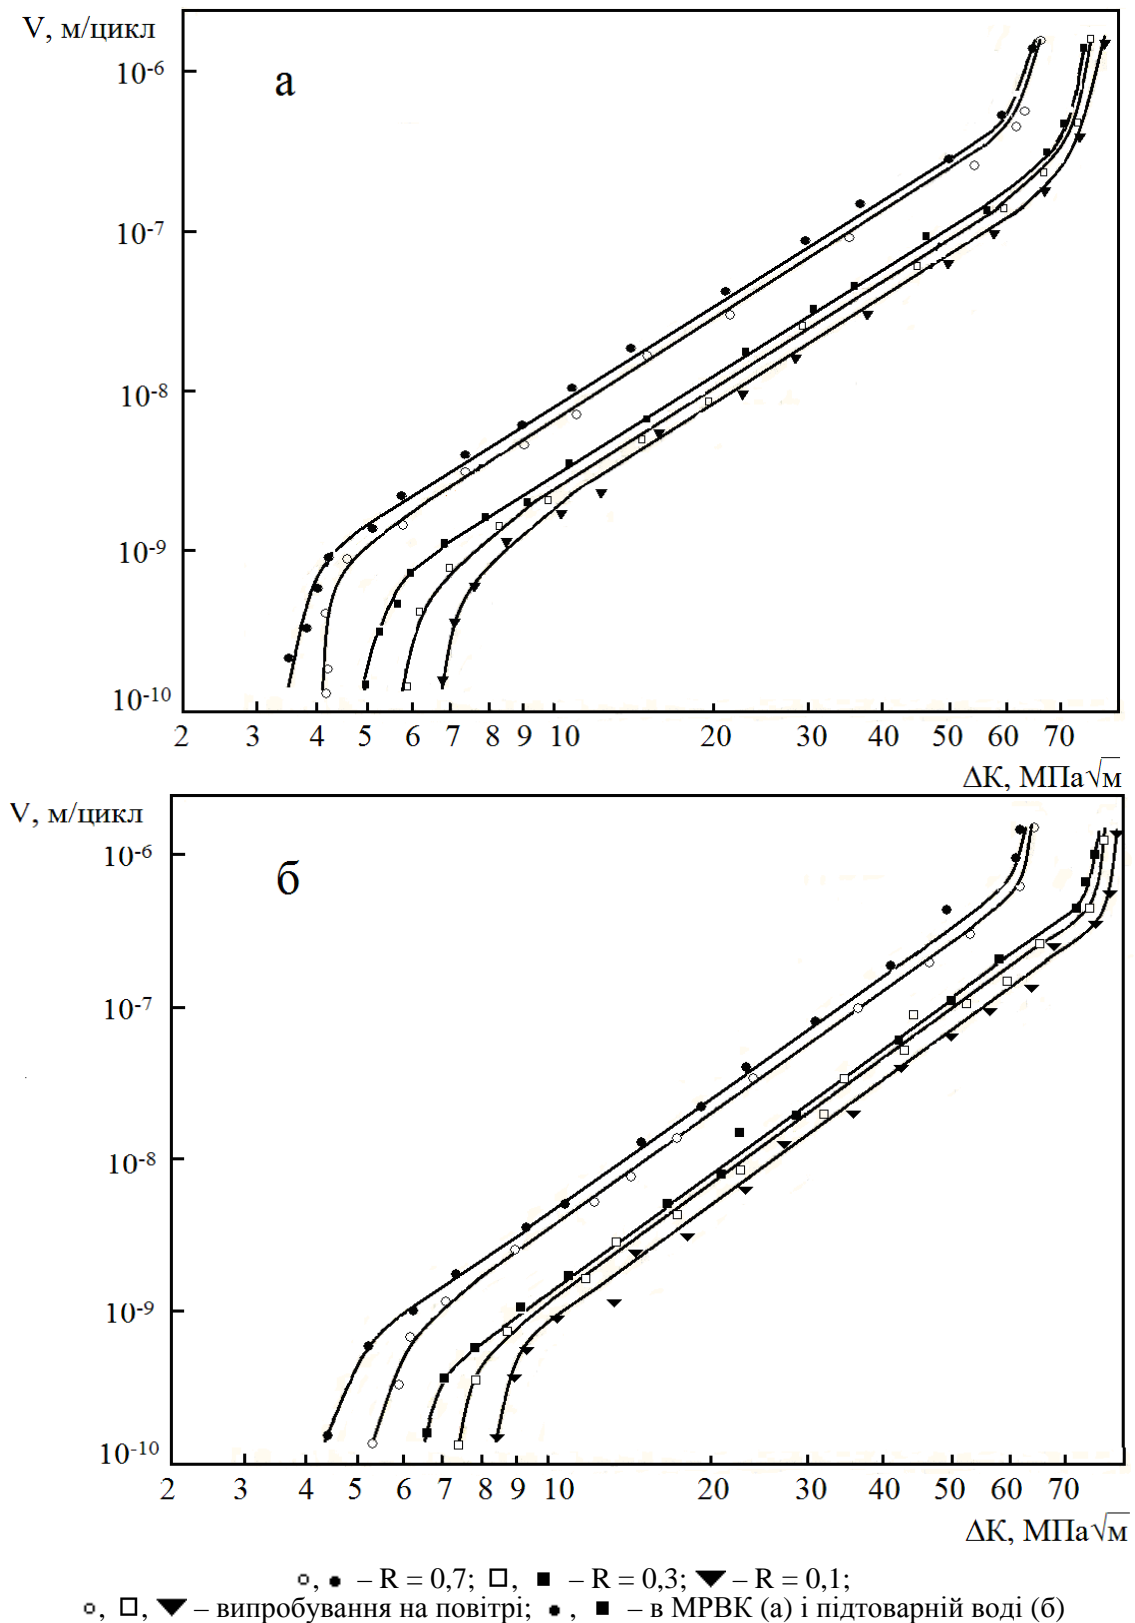 V, м/цикл
а
10⁻⁶
10⁻⁷
10⁻⁸
10⁻⁹
10⁻¹⁰
2 3 4 5 6 7 8 9 10 20 30 40 50 60 70
ΔK, МПа√м
V, м/цикл
б
10⁻⁶
10⁻⁷
10⁻⁸
10⁻⁹
10⁻¹⁰
2 3 4 5 6 7 8 9 10 20 30 40 50 60 70
ΔK, МПа√м
○, ● – R = 0,7; □, ■ – R = 0,3; ▼ – R = 0,1;
○, □, ▼ – випробування на повітрі; ●, ■ – в МРВК (а) і підтоварній воді (б)